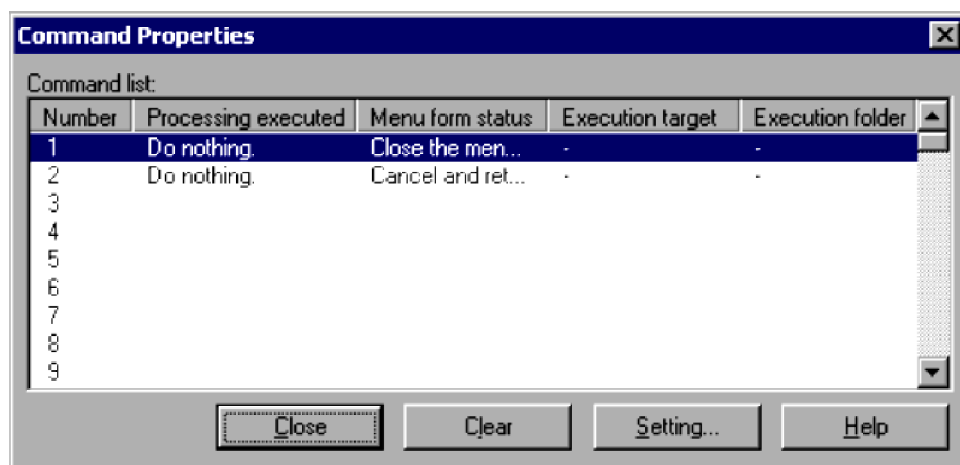 Command Properties
Command list:
Number Processing executed Menu form status Execution target Execution folder
1 Do nothing. Close the men... - -
2 Do nothing. Cancel and ret... - -
3
4
5
6
7
8
9
Close Clear Setting... Help